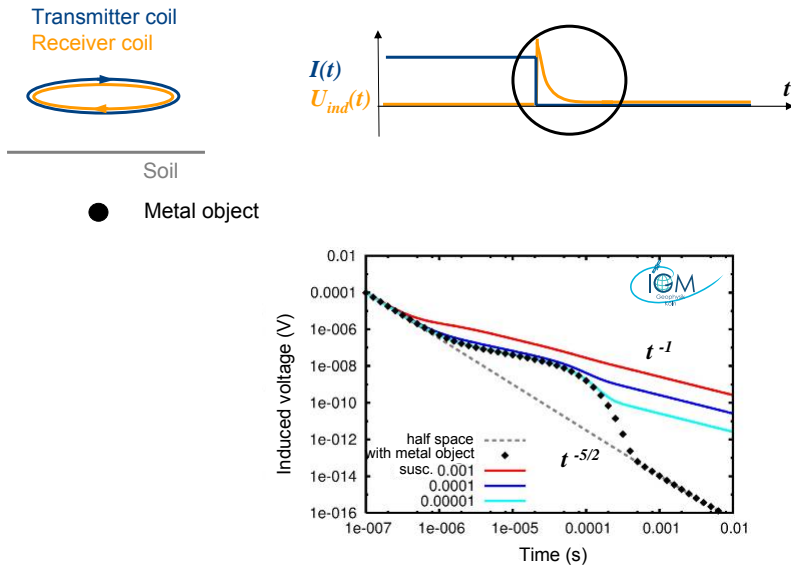 Transmitter coil
Receiver coil
Soil
Metal object
I(t)
U_ind(t)
t
0.01
0.0001
1e-006
1e-008
1e-010
1e-012
1e-014
1e-016
Induced voltage (V)
IGM
Geophysik
Köln
t -1
t -5/2
half space
with metal object
susc. 0.001
0.0001
0.00001
1e-007
1e-006
1e-005
0.0001
0.001
0.01
Time (s)